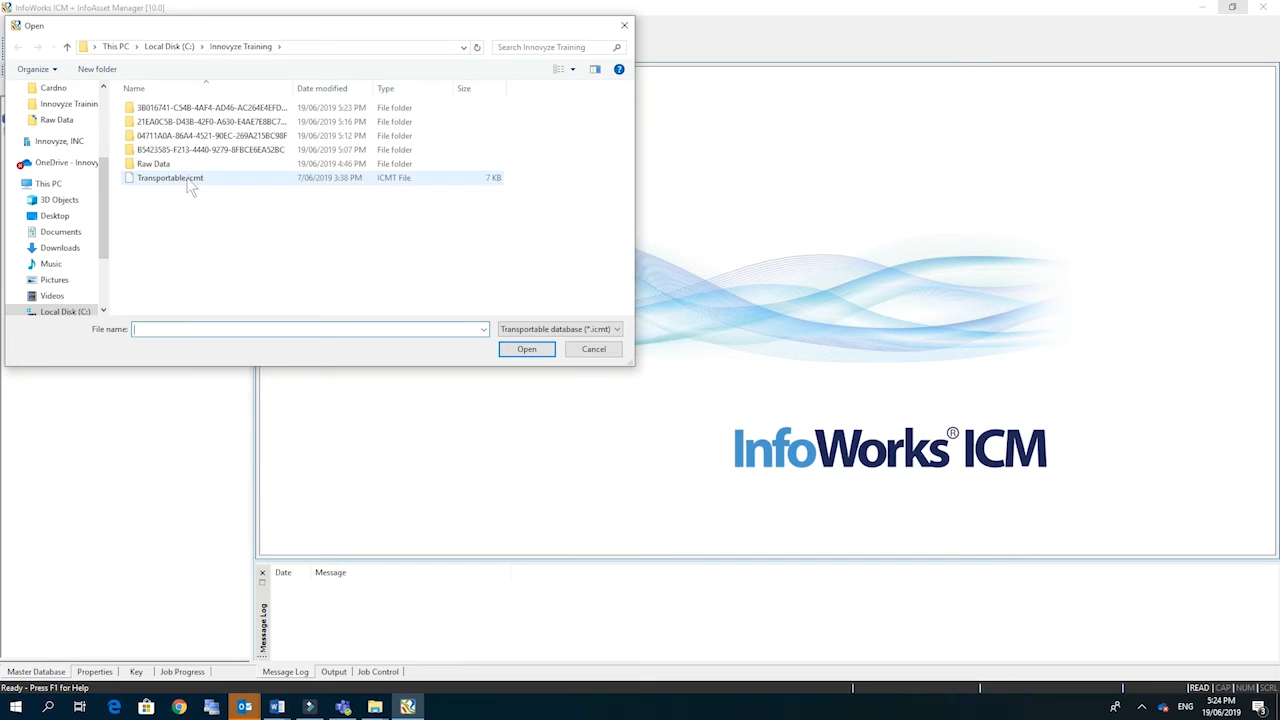 InfoWorks ICM + InfoAsset Manager [10.0]
Open
This PC
Local Disk (C:)
Innovyze Training
Search Innovyze Training
Organize
New folder
Name
Date modified
Type
Size
Cardno
Innovyze Trainin
Raw Data
Innovyze, INC
OneDrive - Innovy
This PC
3D Objects
Desktop
Documents
Downloads
Music
Pictures
Videos
Local Disk (C:)
3B016741-C54B-4AF4-AD46-AC264E4EFD... 19/06/2019 5:23 PM File folder
21EA0C5B-D43B-42F0-A630-E4AE7E8BC7... 19/06/2019 5:16 PM File folder
04711A0A-86A4-4521-90EC-269A215BC98F 19/06/2019 5:12 PM File folder
B5423585-F213-4440-9279-8FBCE6EA52BC 19/06/2019 5:07 PM File folder
Raw Data 19/06/2019 4:46 PM File folder
Transportable.icmt 7/06/2019 3:38 PM ICMT File 7 KB
File name:
Transportable database (*.icmt)
Open
Cancel
InfoWorks® ICM
Date
Message
Message Log
Master Database
Properties
Key
Job Progress
Message Log
Output
Job Control
Ready - Press F1 for Help
READ CAP NUM SCRL
ENG
5:24 PM
19/06/2019
3